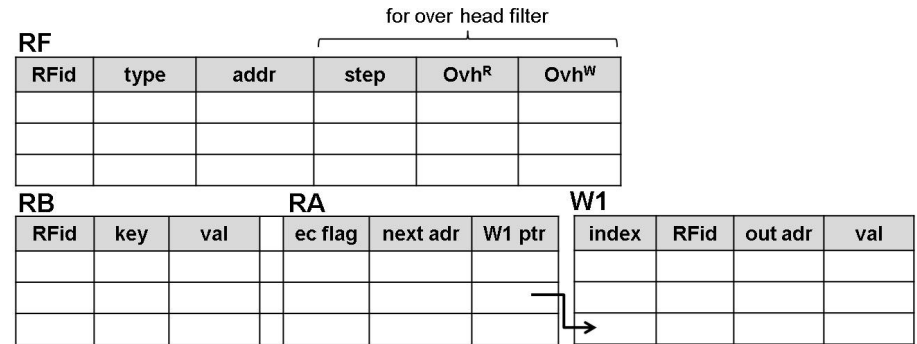 for over head filter
RF
RFid type addr step Ovh^R Ovh^W
RB RA W1
RFid key val ec flag next adr W1 ptr index RFid out adr val